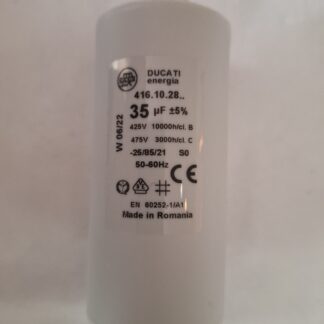 DUCATI
energia
416.10.28..
35 µF ±5%
425V 10000h/cl. B
475V 3000h/cl. C
-25/85/21 S0
50-60Hz
CE
EN 60252-1/A1
Made in Romania
W 06/22